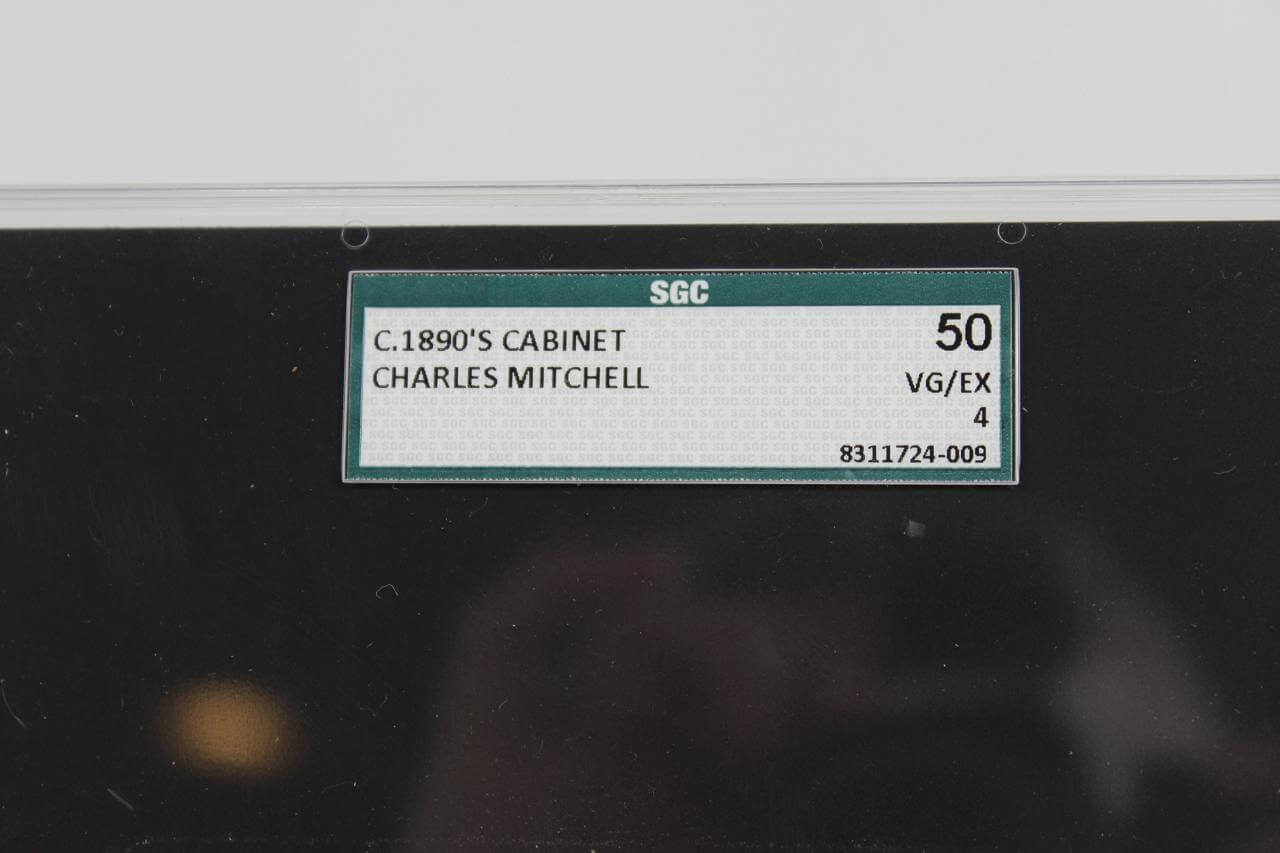 SGC
C.1890'S CABINET
50
CHARLES MITCHELL
VG/EX
4
8311724-009